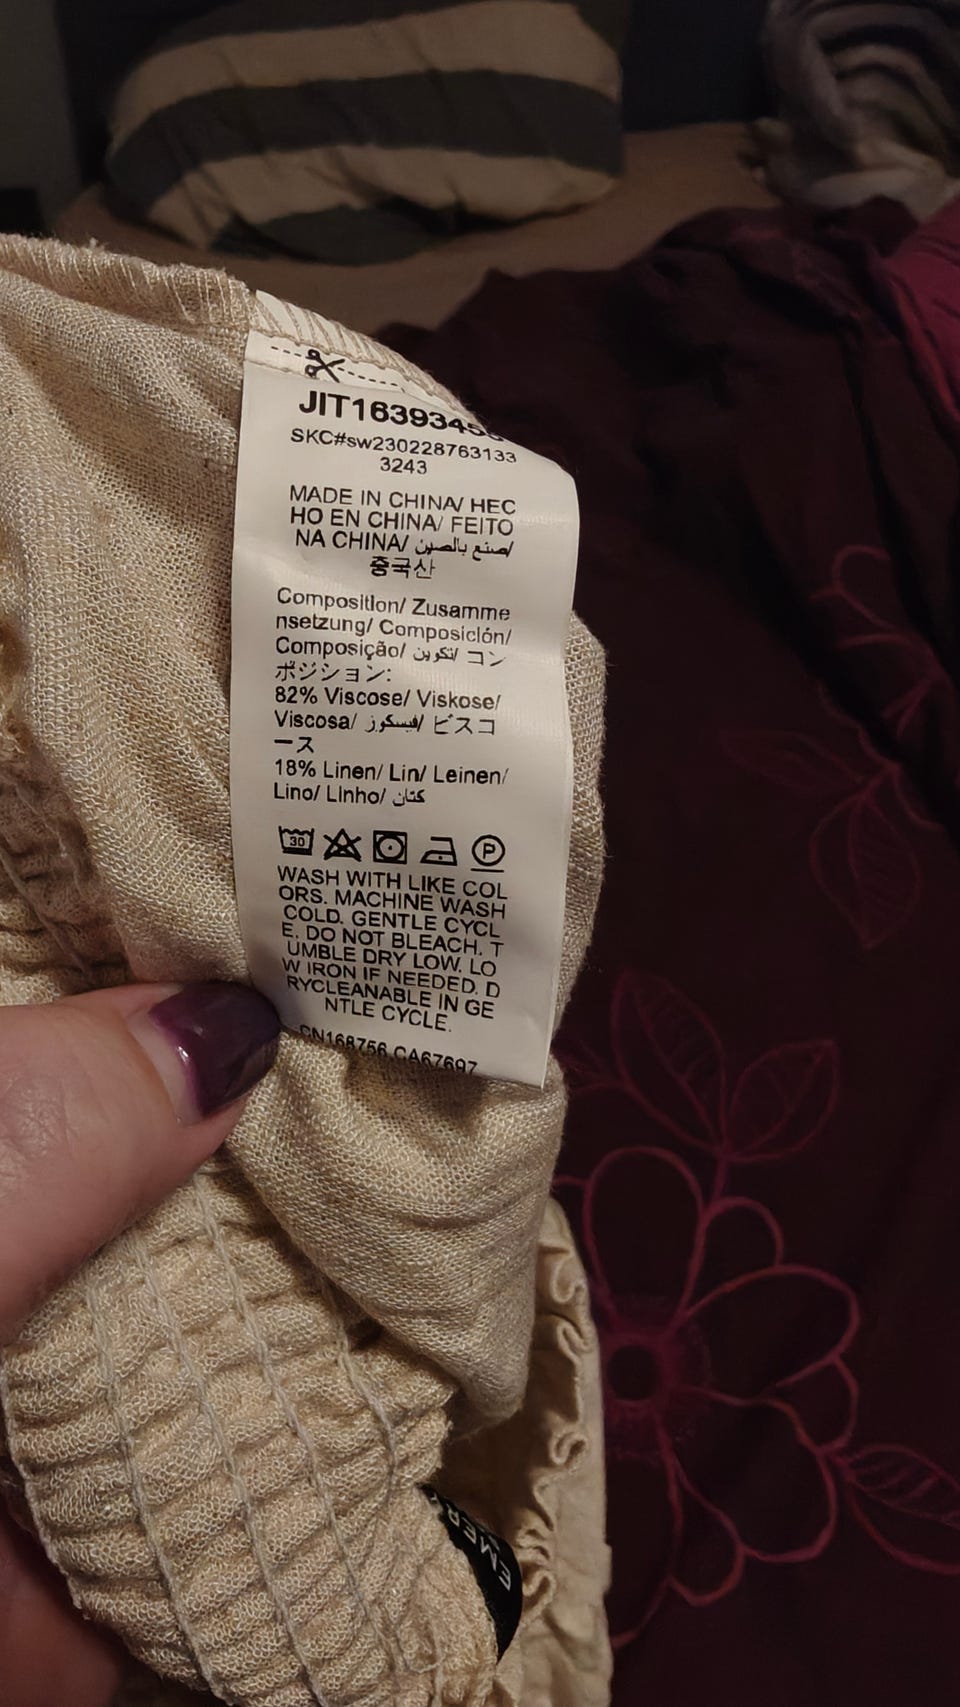 SKC#sw230228763133
3243
MADE IN CHINA/ HEC
HO EN CHINA/ FEITO
NA CHINA/ صنع بالصين/
중국산
Composition/ Zusamme
nsetzung/ Composición/
Composição/ تكوين/ コン
ポジション:
82% Viscose/ Viskose/
Viscosa/ فيسكوز/ ビスコ
ース
18% Linen/ Lin/ Leinen/
Lino/ Linho/ كتان
30 P
WASH WITH LIKE COL
ORS. MACHINE WASH
COLD. GENTLE CYCL
E. DO NOT BLEACH. T
UMBLE DRY LOW. LO
W IRON IF NEEDED. D
RYCLEANABLE IN GE
NTLE CYCLE.
CN168756 CA67697